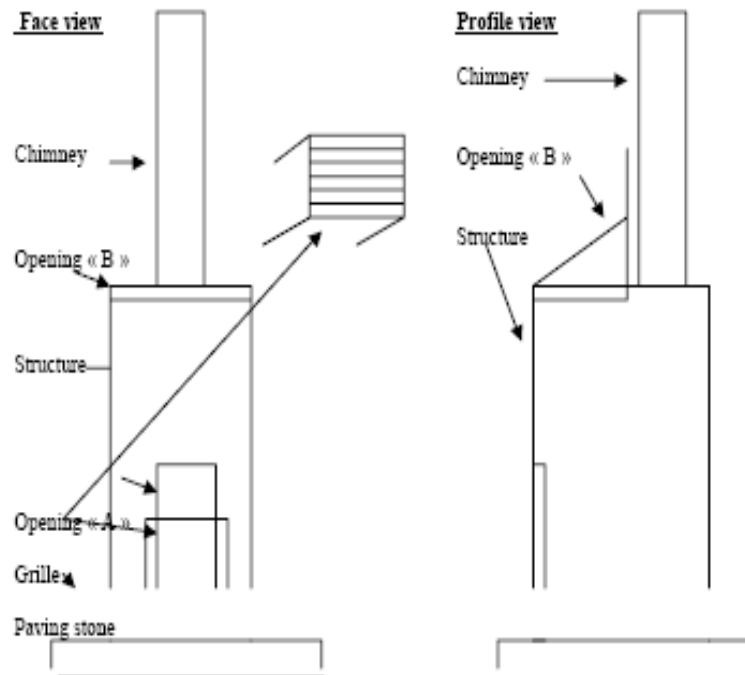 Face view
Chimney
Opening « B »
Structure
Opening « A »
Grille
Paving stone
Profile view
Chimney
Opening « B »
Structure